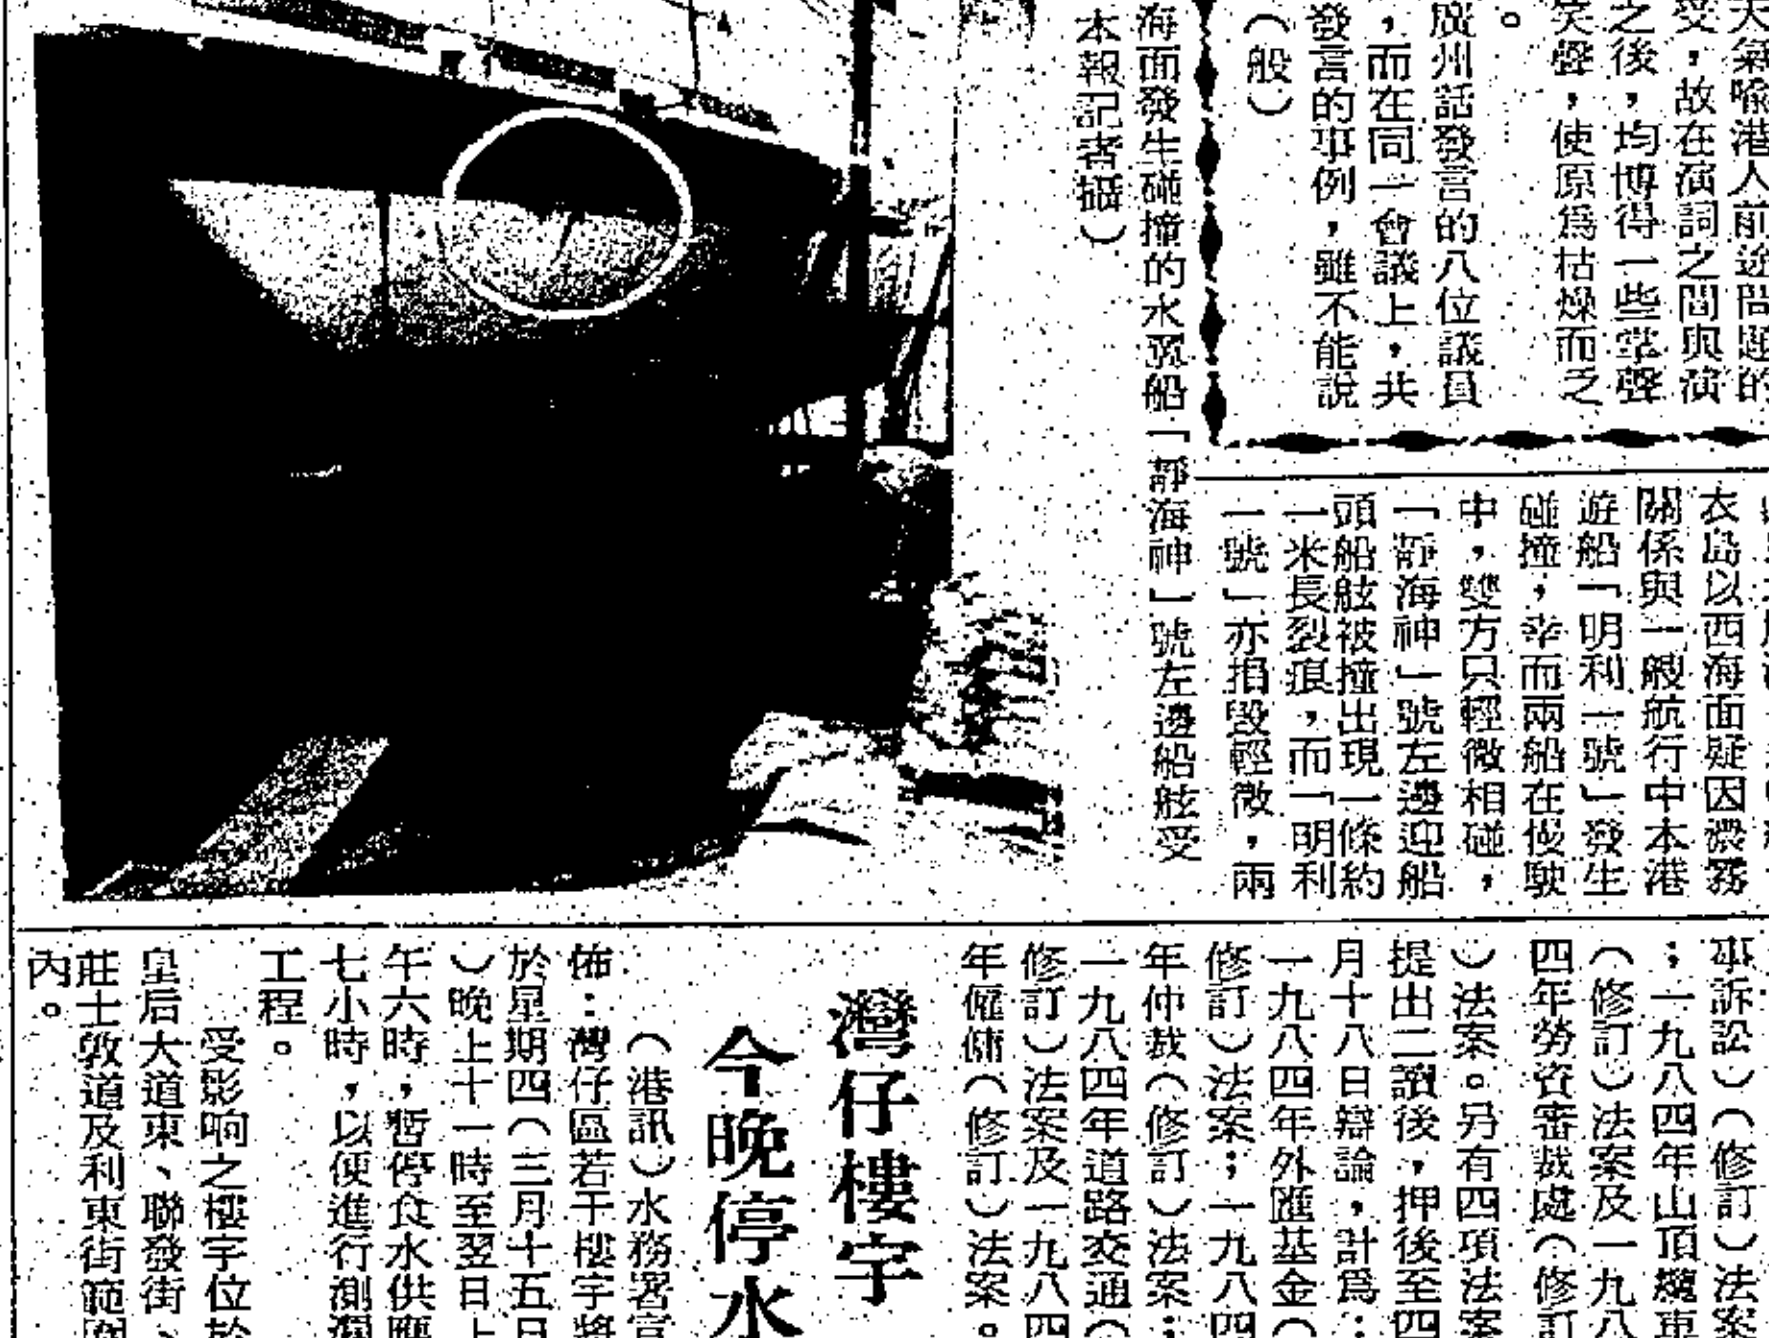 受，故在演詞之間與演
之後，均博得一些掌聲
笑聲，使原爲枯燥而乏
。
廣州話發言的八位議員
，而在同一會議上，共
發言的事例，雖不能說
（般）
海面發生碰撞的水翼船「靜海神」號左邊船舷受
本報記者攝）
衣島以西海面疑因濃霧
關係與一艘航行中本港
遊船「明利一號」發生
碰撞，幸而兩船在慢駛
中，雙方只輕微相碰，
「靜海神」號左邊迎船
頭船舷被撞出現一條約
一米長裂痕，而「明利
一號」亦損毀輕微，兩
事訴訟）（修訂）法案
；一九八四年山頂纜車
（修訂）法案及一九八
四年勞資審裁處（修訂
）法案。另有四項法案
提出二讀後，押後至四
月十八日辯論，計爲：
一九八四年外匯基金（
修訂）法案；一九八四
年仲裁（修訂）法案；
一九八四年道路交通（
修訂）法案及一九八四
年僱傭（修訂）法案。
灣仔樓宇
今晚停水
（港訊）水務署宣
佈：灣仔區若干樓宇將
於星期四（三月十五日
）晚上十一時至翌日上
午六時，暫停食水供應
七小時，以便進行測漏
工程。
受影响之樓宇位於
皇后大道東、聯發街、
莊士敦道及利東街範圍
內。